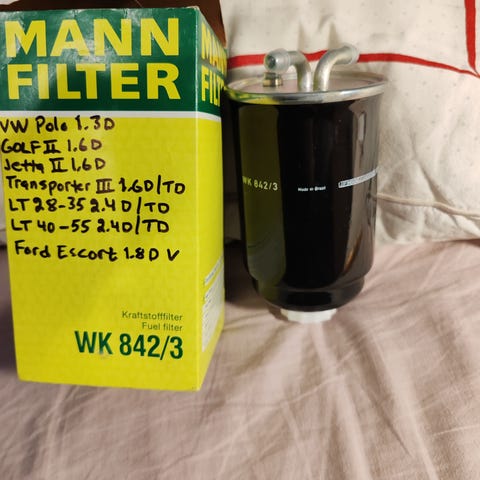 MANN
FILTER
VW Polo 1.3D
GOLF II 1.6D
Jetta II 1.6D
Transporter III 1.6D/TD
LT 28-35 2.4D/TD
LT 40-55 2.4D/TD
Ford Escort 1.8D V
Kraftstofffilter
Fuel filter
WK 842/3
WK 842/3
Made in Brazil